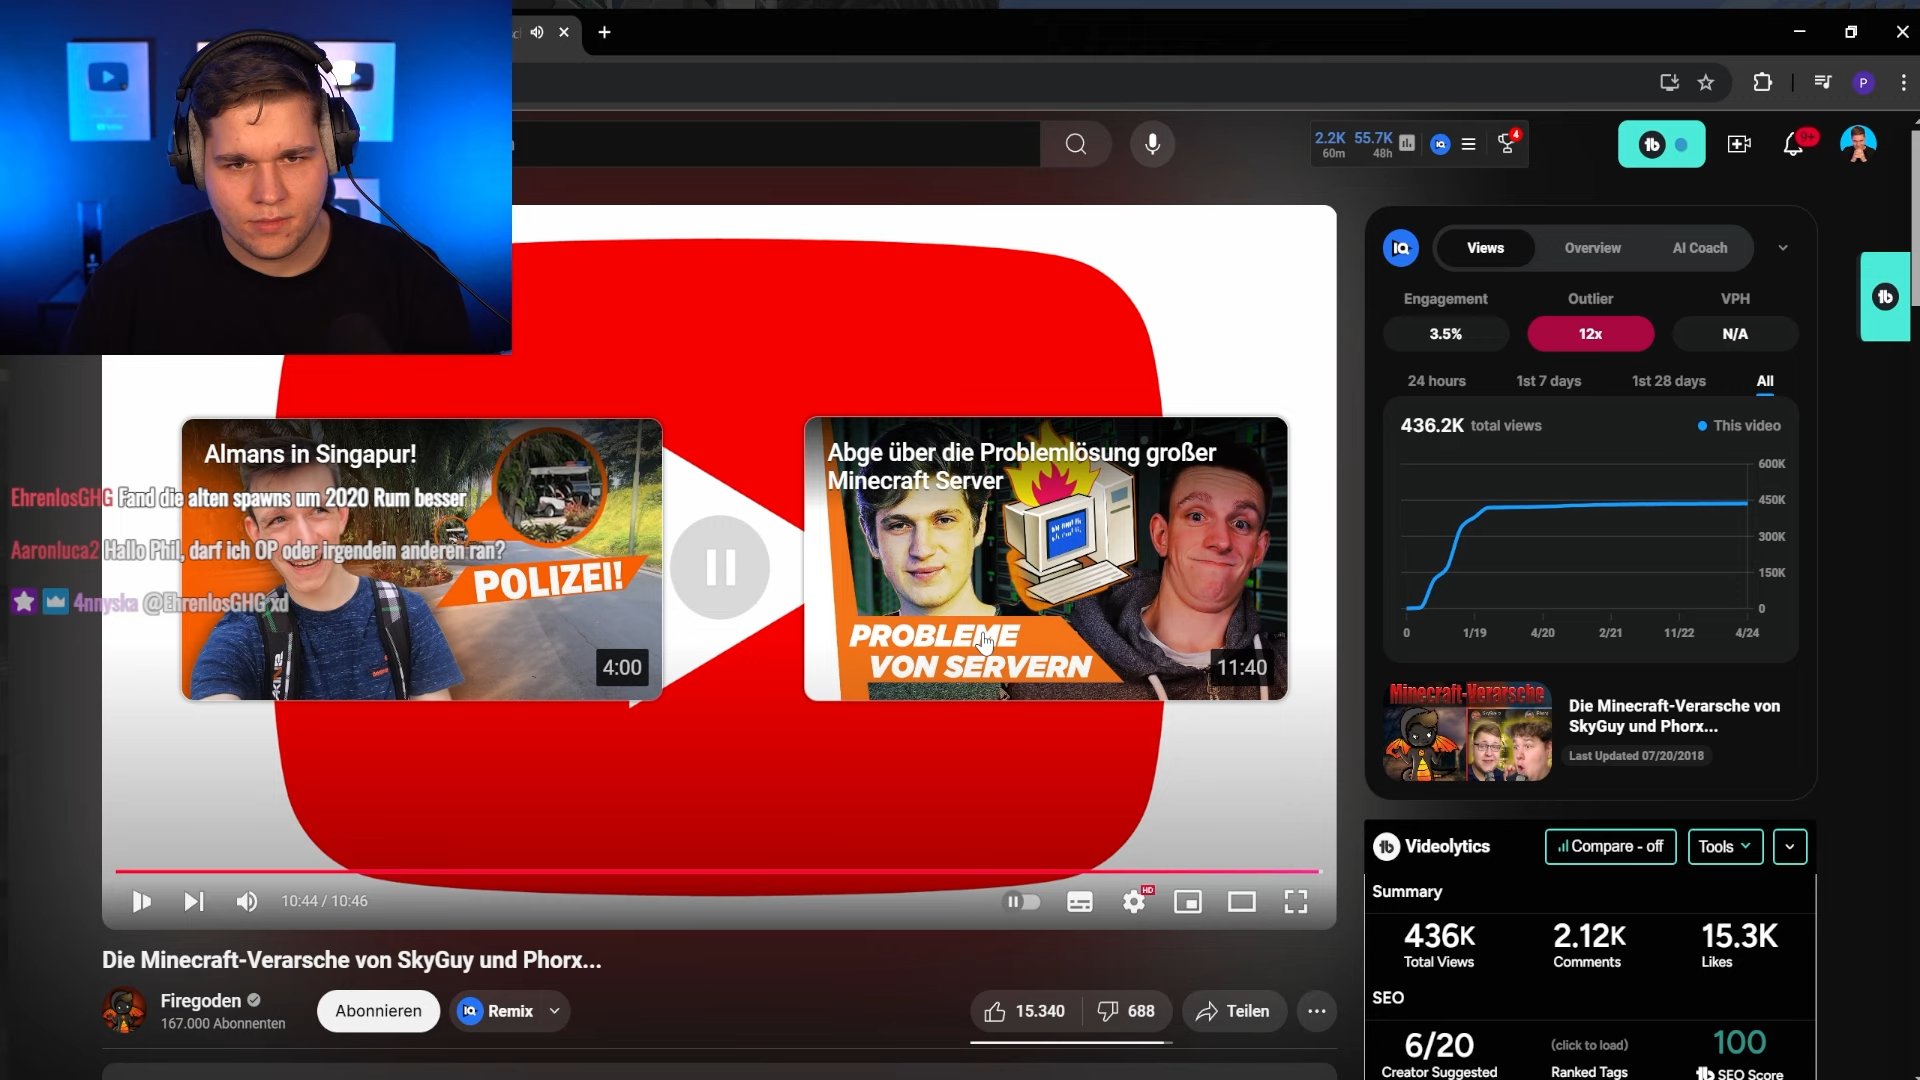 2.2K 55.7K
60m 48h
4
9+
P
Views Overview AI Coach
Engagement Outlier VPH
3.5% 12x N/A
24 hours 1st 7 days 1st 28 days All
436.2K total views This video
600K
450K
300K
150K
0
0 1/19 4/20 2/21 11/22 4/24
Minecraft-Verarsche
Die Minecraft-Verarsche von
SkyGuy und Phorx...
Last Updated 07/20/2018
Videolytics Compare - off Tools
Summary
436K 2.12K 15.3K
Total Views Comments Likes
SEO
6/20 (click to load) 100
Creator Suggested Ranked Tags SEO Score
Almans in Singapur!
POLIZEI!
4:00
Abge über die Problemlösung großer
Minecraft Server
PROBLEME
VON SERVERN
11:40
EhrenlosGHG Fand die alten spawns um 2020 Rum besser
Aaronluca2 Hallo Phil, darf ich OP oder irgendein anderen ran?
4nnyska @EhrenlosGHG xd
10:44 / 10:46
HD
Die Minecraft-Verarsche von SkyGuy und Phorx...
Firegoden
167.000 Abonnenten
Abonnieren
Remix
15.340 688 Teilen